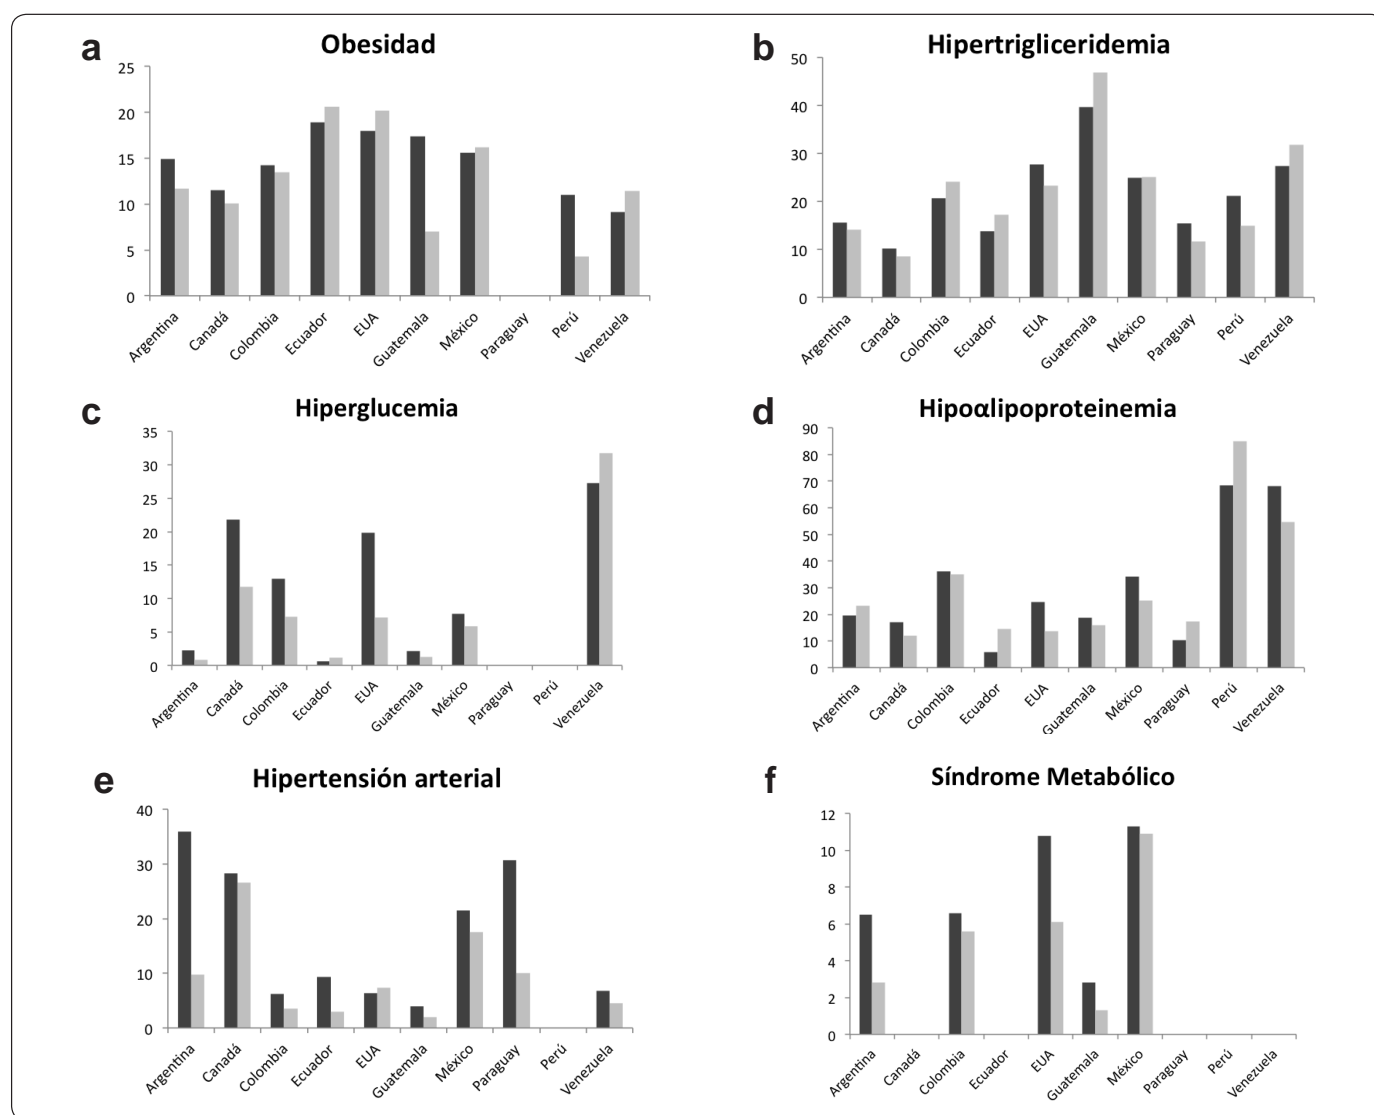 a
Obesidad
25
20
15
10
5
0
Argentina
Canadá
Colombia
Ecuador
EUA
Guatemala
México
Paraguay
Perú
Venezuela
b
Hipertrigliceridemia
50
40
30
20
10
0
Argentina
Canadá
Colombia
Ecuador
EUA
Guatemala
México
Paraguay
Perú
Venezuela
c
Hiperglucemia
35
30
25
20
15
10
5
0
Argentina
Canadá
Colombia
Ecuador
EUA
Guatemala
México
Paraguay
Perú
Venezuela
d
Hipoαlipoproteinemia
90
80
70
60
50
40
30
20
10
0
Argentina
Canadá
Colombia
Ecuador
EUA
Guatemala
México
Paraguay
Perú
Venezuela
e
Hipertensión arterial
40
30
20
10
0
Argentina
Canadá
Colombia
Ecuador
EUA
Guatemala
México
Paraguay
Perú
Venezuela
f
Síndrome Metabólico
12
10
8
6
4
2
0
Argentina
Canadá
Colombia
Ecuador
EUA
Guatemala
México
Paraguay
Perú
Venezuela